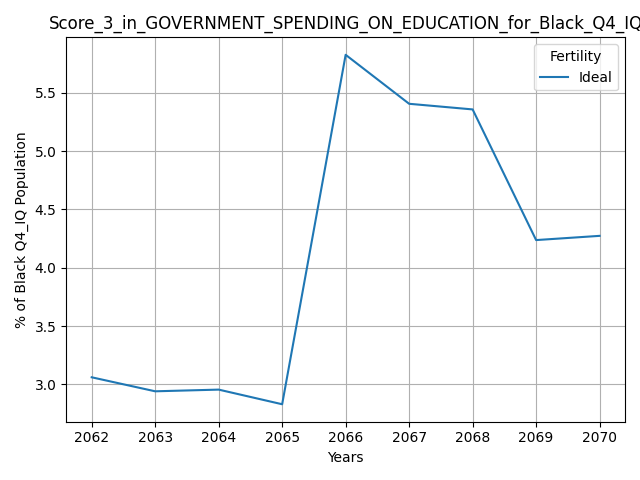 Score_3_in_GOVERNMENT_SPENDING_ON_EDUCATION_for_Black_Q4_IQ
Fertility
Ideal
% of Black Q4_IQ Population
5.5
5.0
4.5
4.0
3.5
3.0
2062 2063 2064 2065 2066 2067 2068 2069 2070
Years